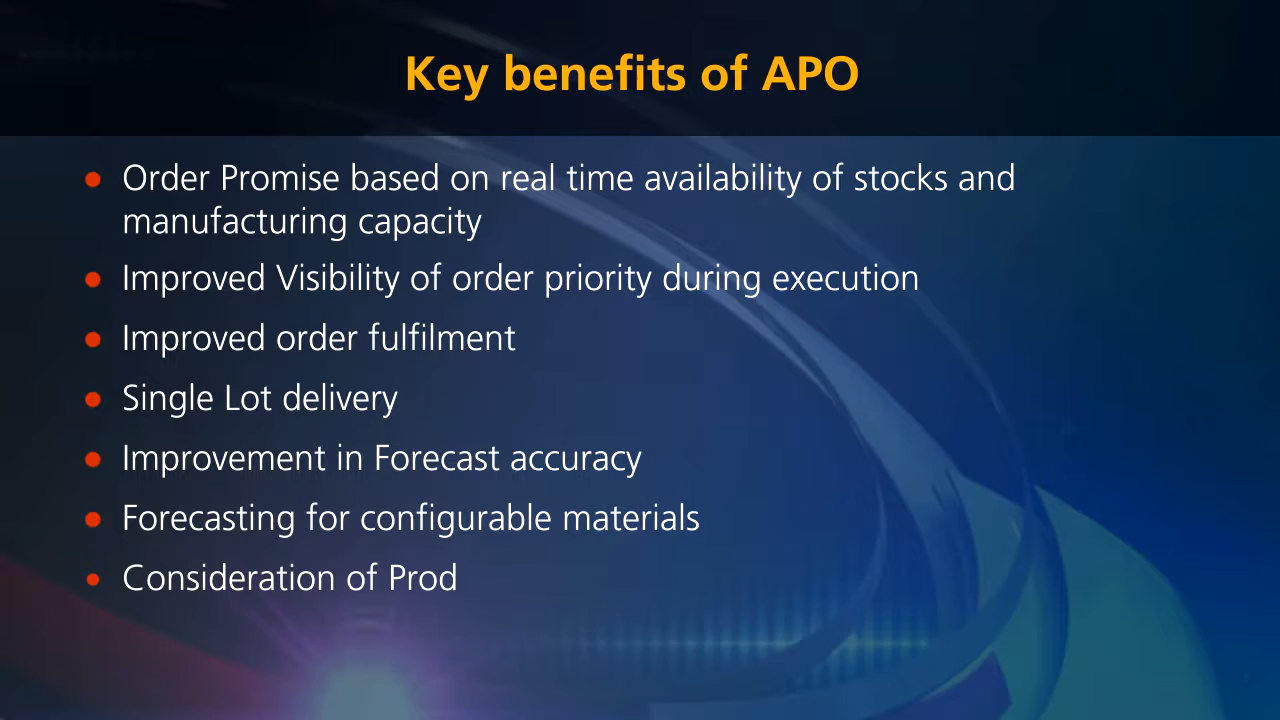 Key benefits of APO
Order Promise based on real time availability of stocks and
manufacturing capacity
Improved Visibility of order priority during execution
Improved order fulfilment
Single Lot delivery
Improvement in Forecast accuracy
Forecasting for configurable materials
Consideration of Prod